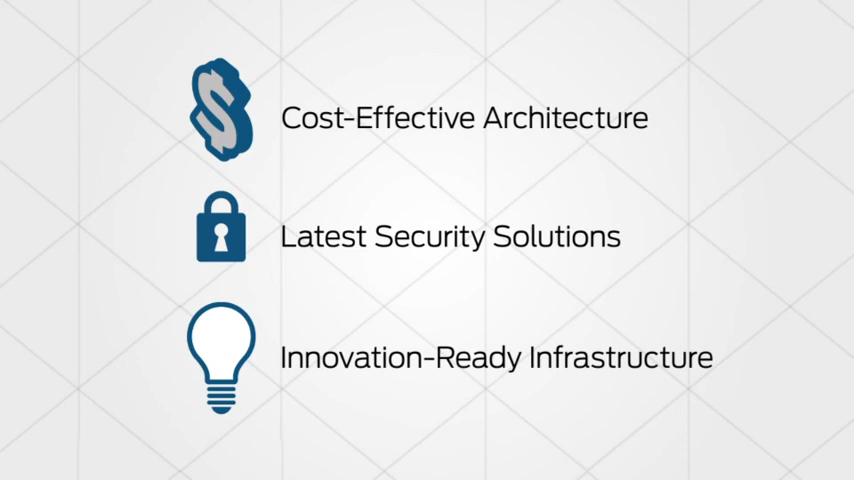 Cost-Effective Architecture
Latest Security Solutions
Innovation-Ready Infrastructure